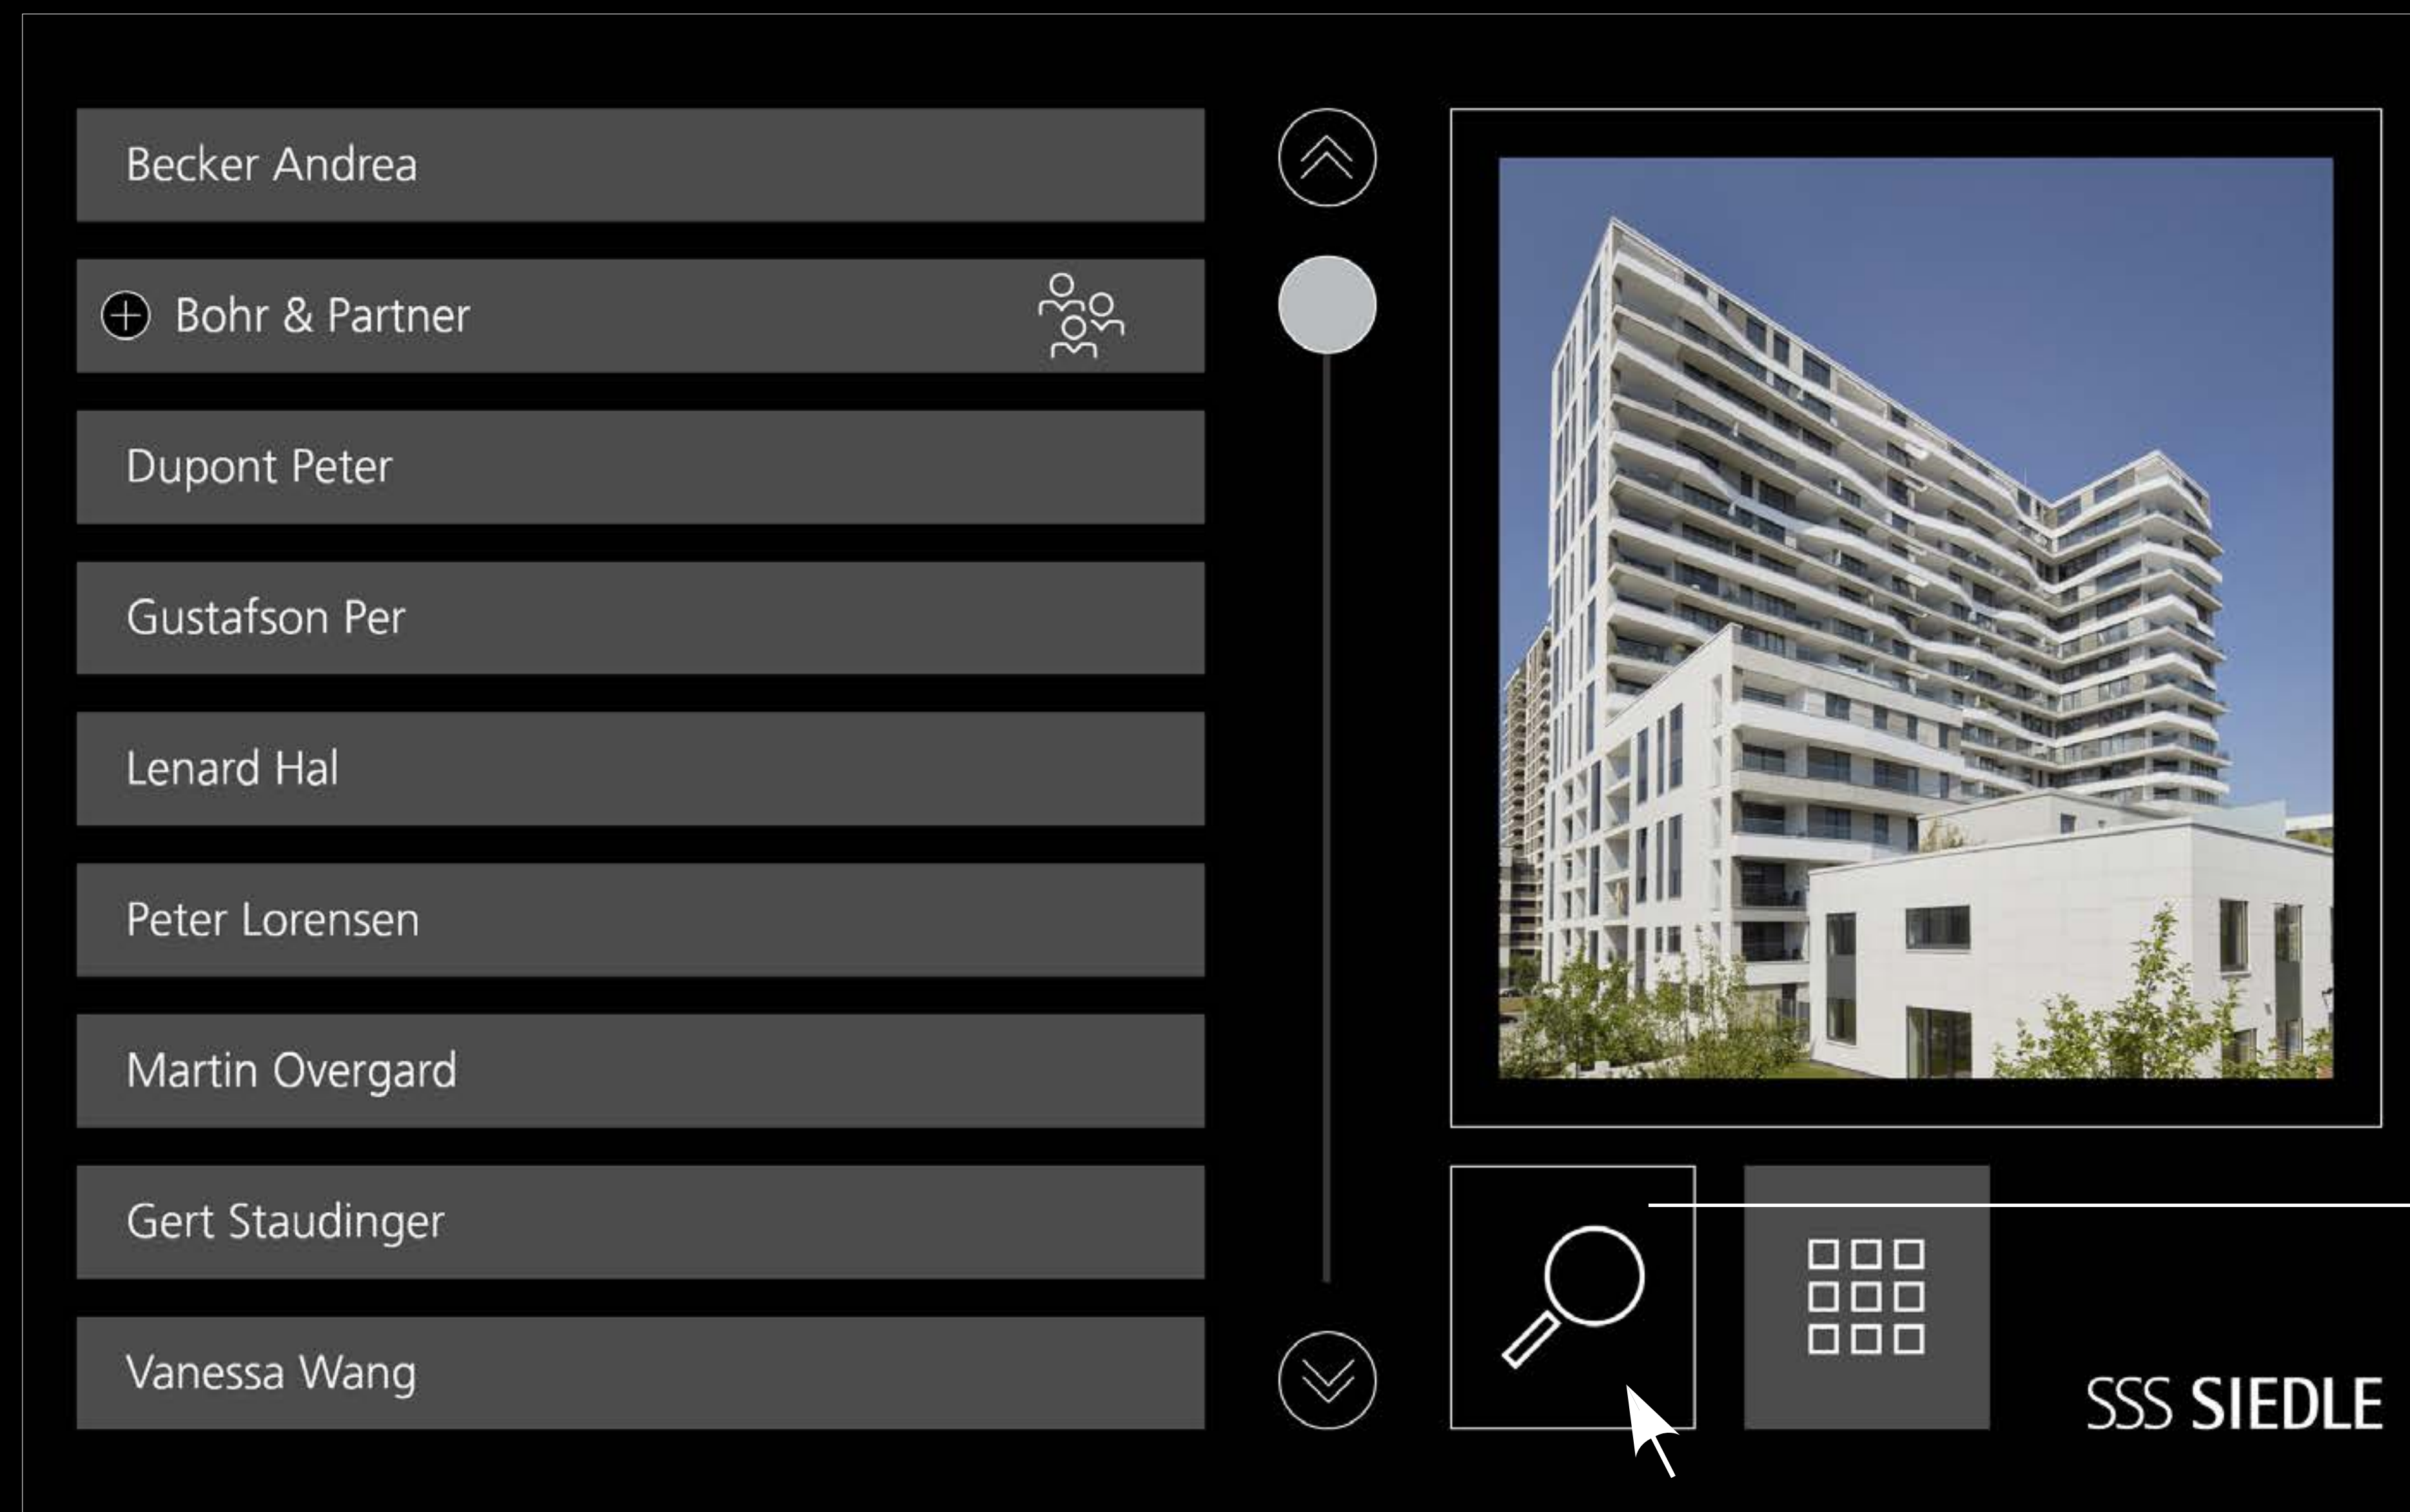 Becker Andrea
Bohr & Partner
Dupont Peter
Gustafson Per
Lenard Hal
Peter Lorensen
Martin Overgard
Gert Staudinger
Vanessa Wang
SSS SIEDLE